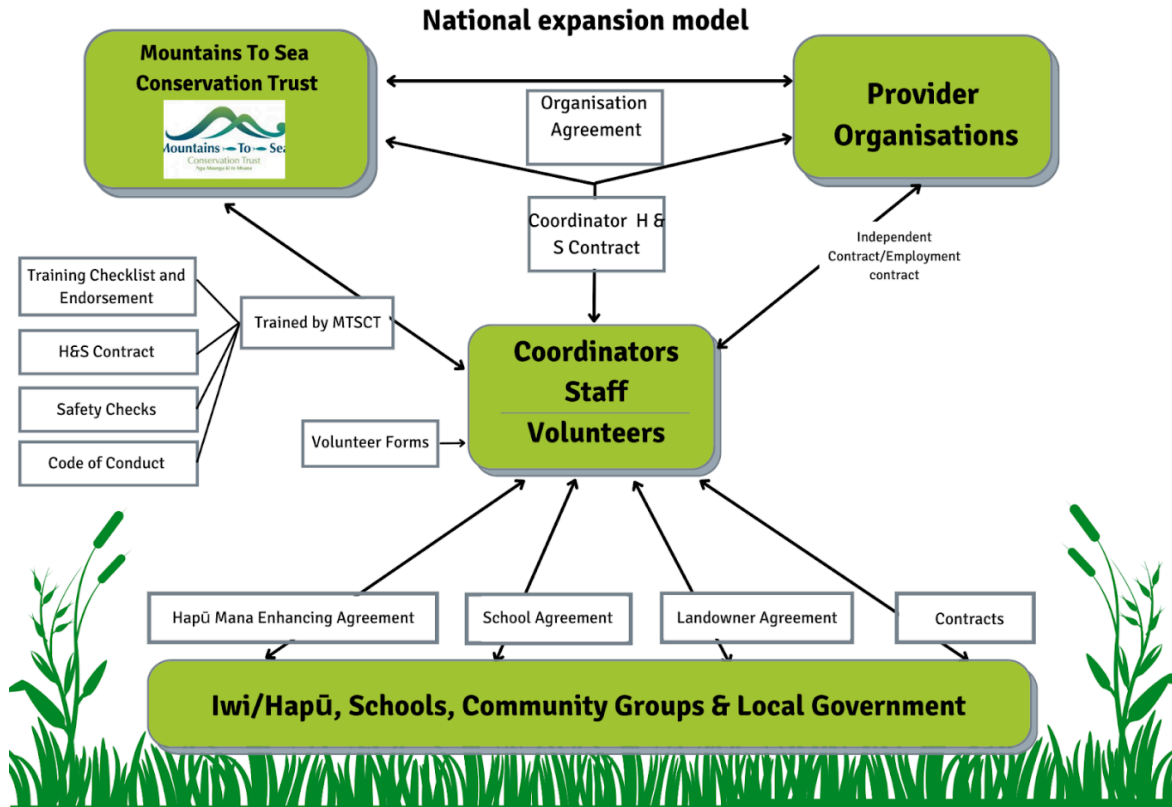 National expansion model
Mountains To Sea
Conservation Trust
Mountains To Sea
Conservation Trust
Provider
Organisations
Organisation
Agreement
Coordinator H &
S Contract
Independent
Contract/Employment
contract
Training Checklist and
Endorsement
H&S Contract
Safety Checks
Code of Conduct
Trained by MTSCT
Coordinators
Staff
Volunteers
Volunteer Forms
Hapū Mana Enhancing Agreement
School Agreement
Landowner Agreement
Contracts
Iwi/Hapū, Schools, Community Groups & Local Government